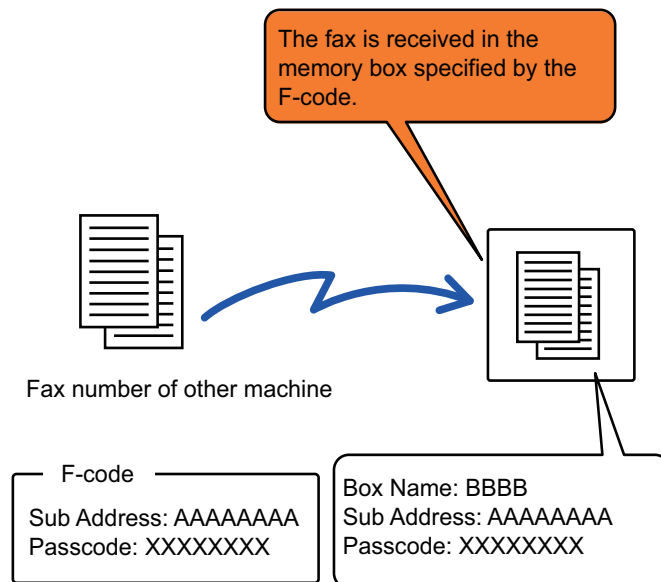 The fax is received in the
memory box specified by the
F-code.
Fax number of other machine
F-code
Sub Address: AAAAAAAA
Passcode: XXXXXXXX
Box Name: BBBB
Sub Address: AAAAAAAA
Passcode: XXXXXXXX